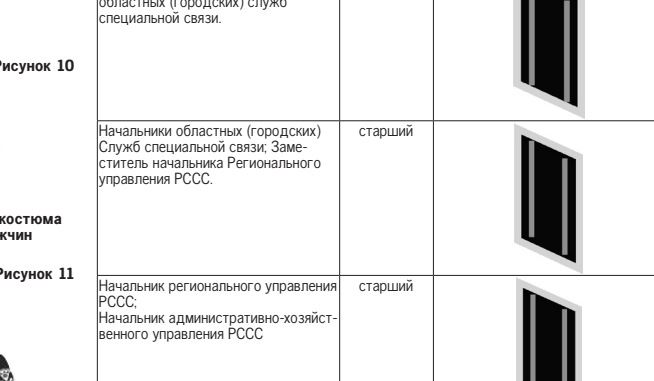 областных (городских) служб
специальной связи.
Рисунок 10
Начальники областных (городских)
Служб специальной связи; Заме-
ститель начальника Регионального
управления РССС.
старший
костюма
Рисунок 11
Начальник регионального управления
РССС;
Начальник административно-хозяйст-
венного управления РССС
старший